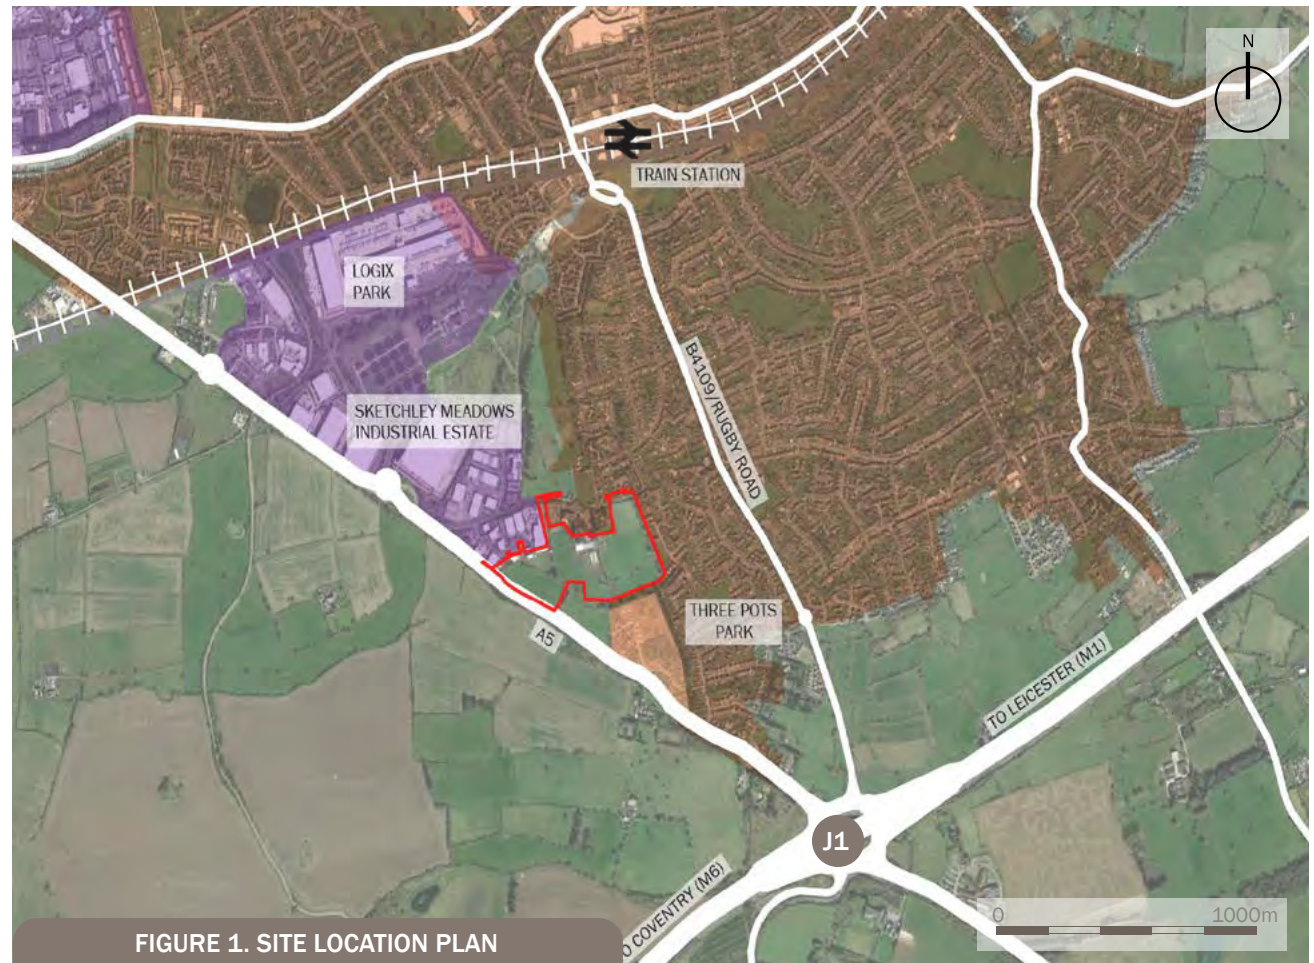 N
TRAIN STATION
LOGIX
PARK
B4109/RUGBY ROAD
SKETCHLEY MEADOWS
INDUSTRIAL ESTATE
THREE POTS
PARK
A5
TO LEICESTER (M1)
J1
O COVENTRY (M6)
0 1000m
FIGURE 1. SITE LOCATION PLAN